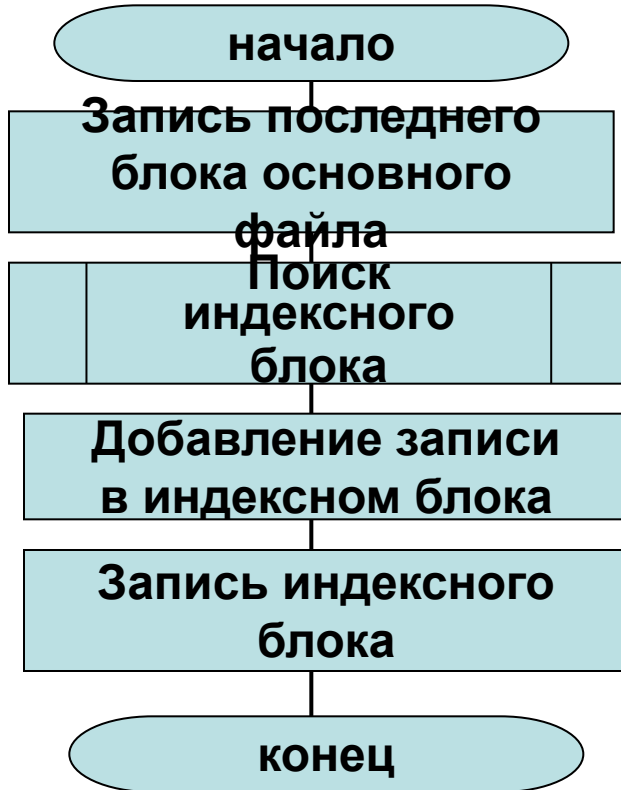 начало
Запись последнего
блока основного
файла
Поиск
индексного
блока
Добавление записи
в индексном блока
Запись индексного
блока
конец